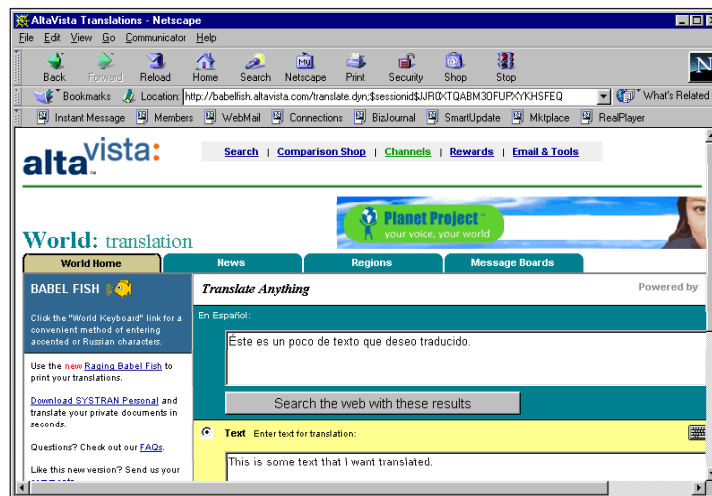 AltaVista Translations - Netscape
File Edit View Go Communicator Help
Back Forward Reload Home Search Netscape Print Security Shop Stop
Bookmarks Location: http://babelfish.altavista.com/translate.dyn;$sessionid$JJR0XTQABM3OFUPXYKHSFEQ What's Related
Instant Message Members WebMail Connections BizJournal SmartUpdate Mktplace RealPlayer
altavista: Search | Comparison Shop | Channels | Rewards | Email & Tools
Planet Project™
your voice, your world
World: translation
World Home News Regions Message Boards
BABEL FISH
Click the "World Keyboard" link for a
convenient method of entering
accented or Russian characters.
Use the new Raging Babel Fish to
print your translations.
Download SYSTRAN Personal and
translate your private documents in
seconds.
Questions? Check out our FAQs.
Like this new version? Send us your
Translate Anything Powered by
En Español:
Éste es un poco de texto que deseo traducido.
Search the web with these results
Text Enter text for translation:
This is some text that I want translated.